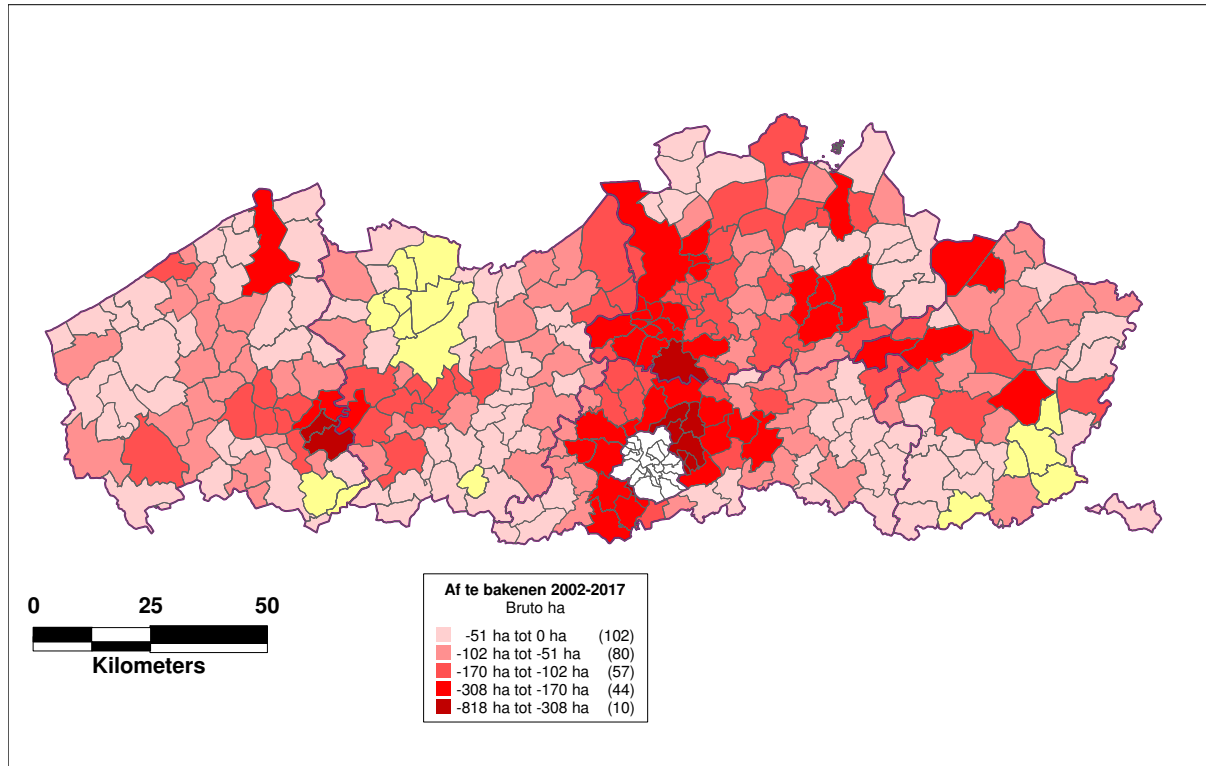 0 25 50
Kilometers
Af te bakenen 2002-2017
Bruto ha
-51 ha tot 0 ha (102)
-102 ha tot -51 ha (80)
-170 ha tot -102 ha (57)
-308 ha tot -170 ha (44)
-818 ha tot -308 ha (10)